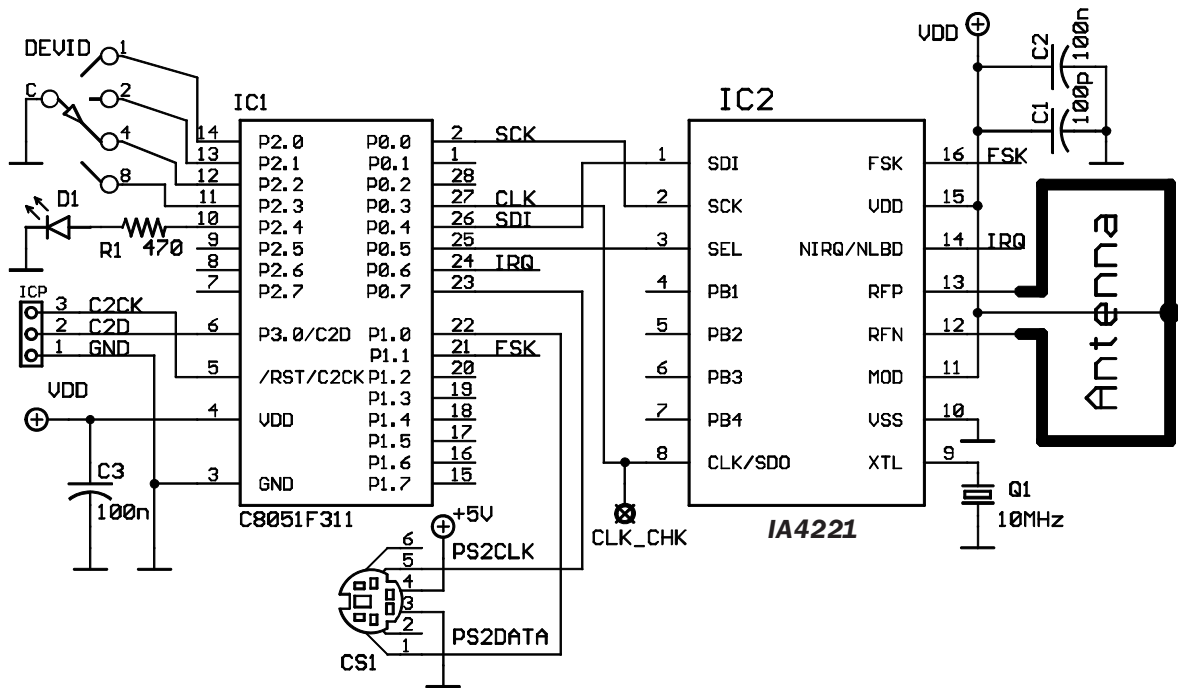 DEVID
1
C
2
4
8
D1
R1
470
ICP
3 C2CK
2 C2D
1 GND
VDD
C3
100n
IC1
14 P2.0
13 P2.1
12 P2.2
11 P2.3
10 P2.4
9 P2.5
8 P2.6
7 P2.7
6 P3.0/C2D
5 /RST/C2CK
4 VDD
3 GND
P0.0 2 SCK
P0.1 1
P0.2 28
P0.3 27 CLK
P0.4 26 SDI
P0.5 25
P0.6 24 IRQ
P0.7 23
P1.0 22
P1.1 21 FSK
P1.2 20
P1.3 19
P1.4 18
P1.5 17
P1.6 16
P1.7 15
C8051F311
+5V
6 PS2CLK
5
4
3
2 PS2DATA
1
CS1
CLK_CHK
IC2
1 SDI
2 SCK
3 SEL
4 PB1
5 PB2
6 PB3
7 PB4
8 CLK/SDO
FSK 16 FSK
VDD 15
NIRQ/NLBD 14 IRQ
RFP 13
RFN 12
MOD 11
VSS 10
XTL 9
IA4221
VDD
C2
100n
C1
100p
Antenna
Q1
10MHz